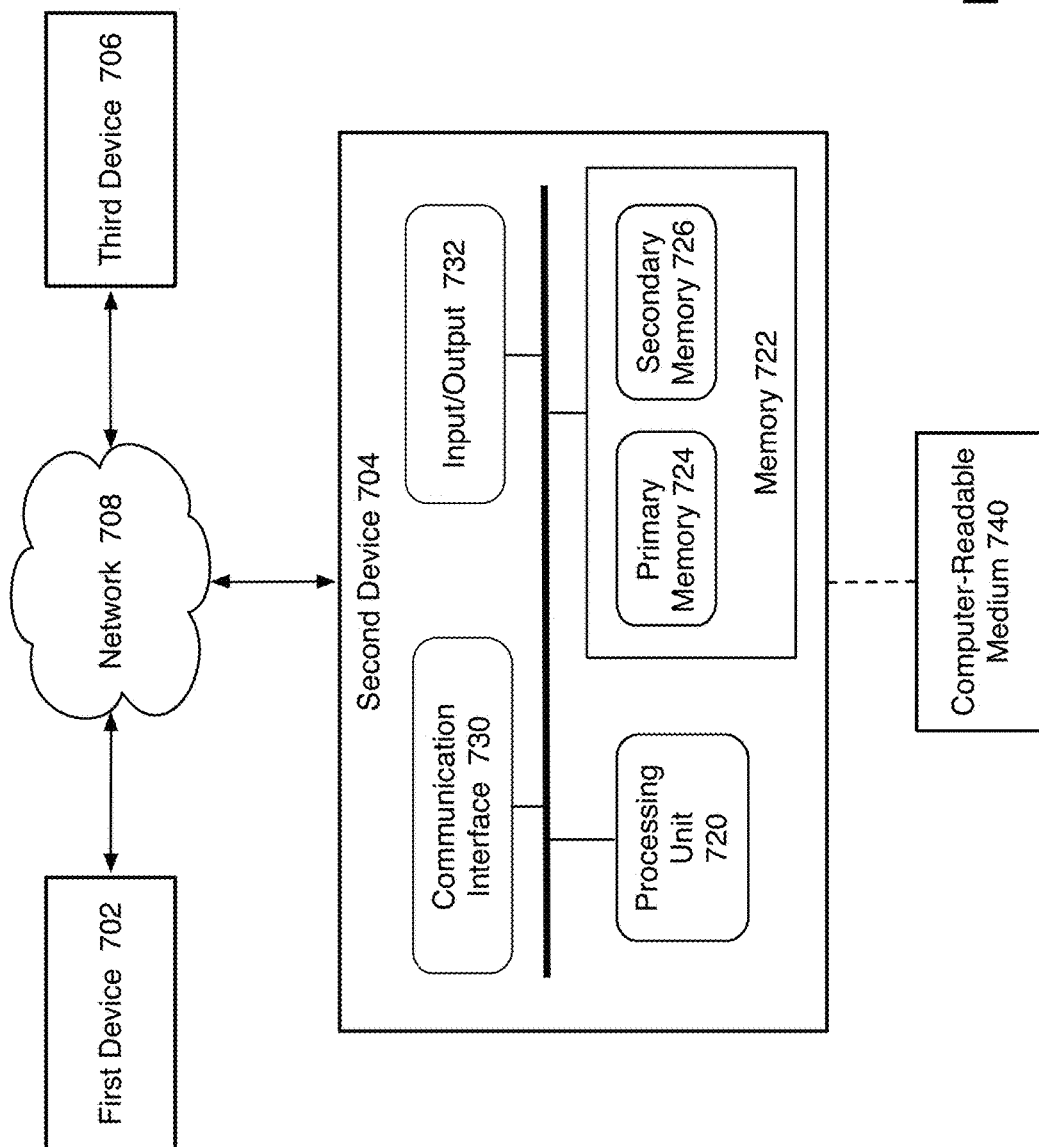 First Device 702
Network 708
Third Device 706
Second Device 704
Communication
Interface 730
Input/Output 732
Processing
Unit
720
Primary
Memory 724
Secondary
Memory 726
Memory 722
Computer-Readable
Medium 740